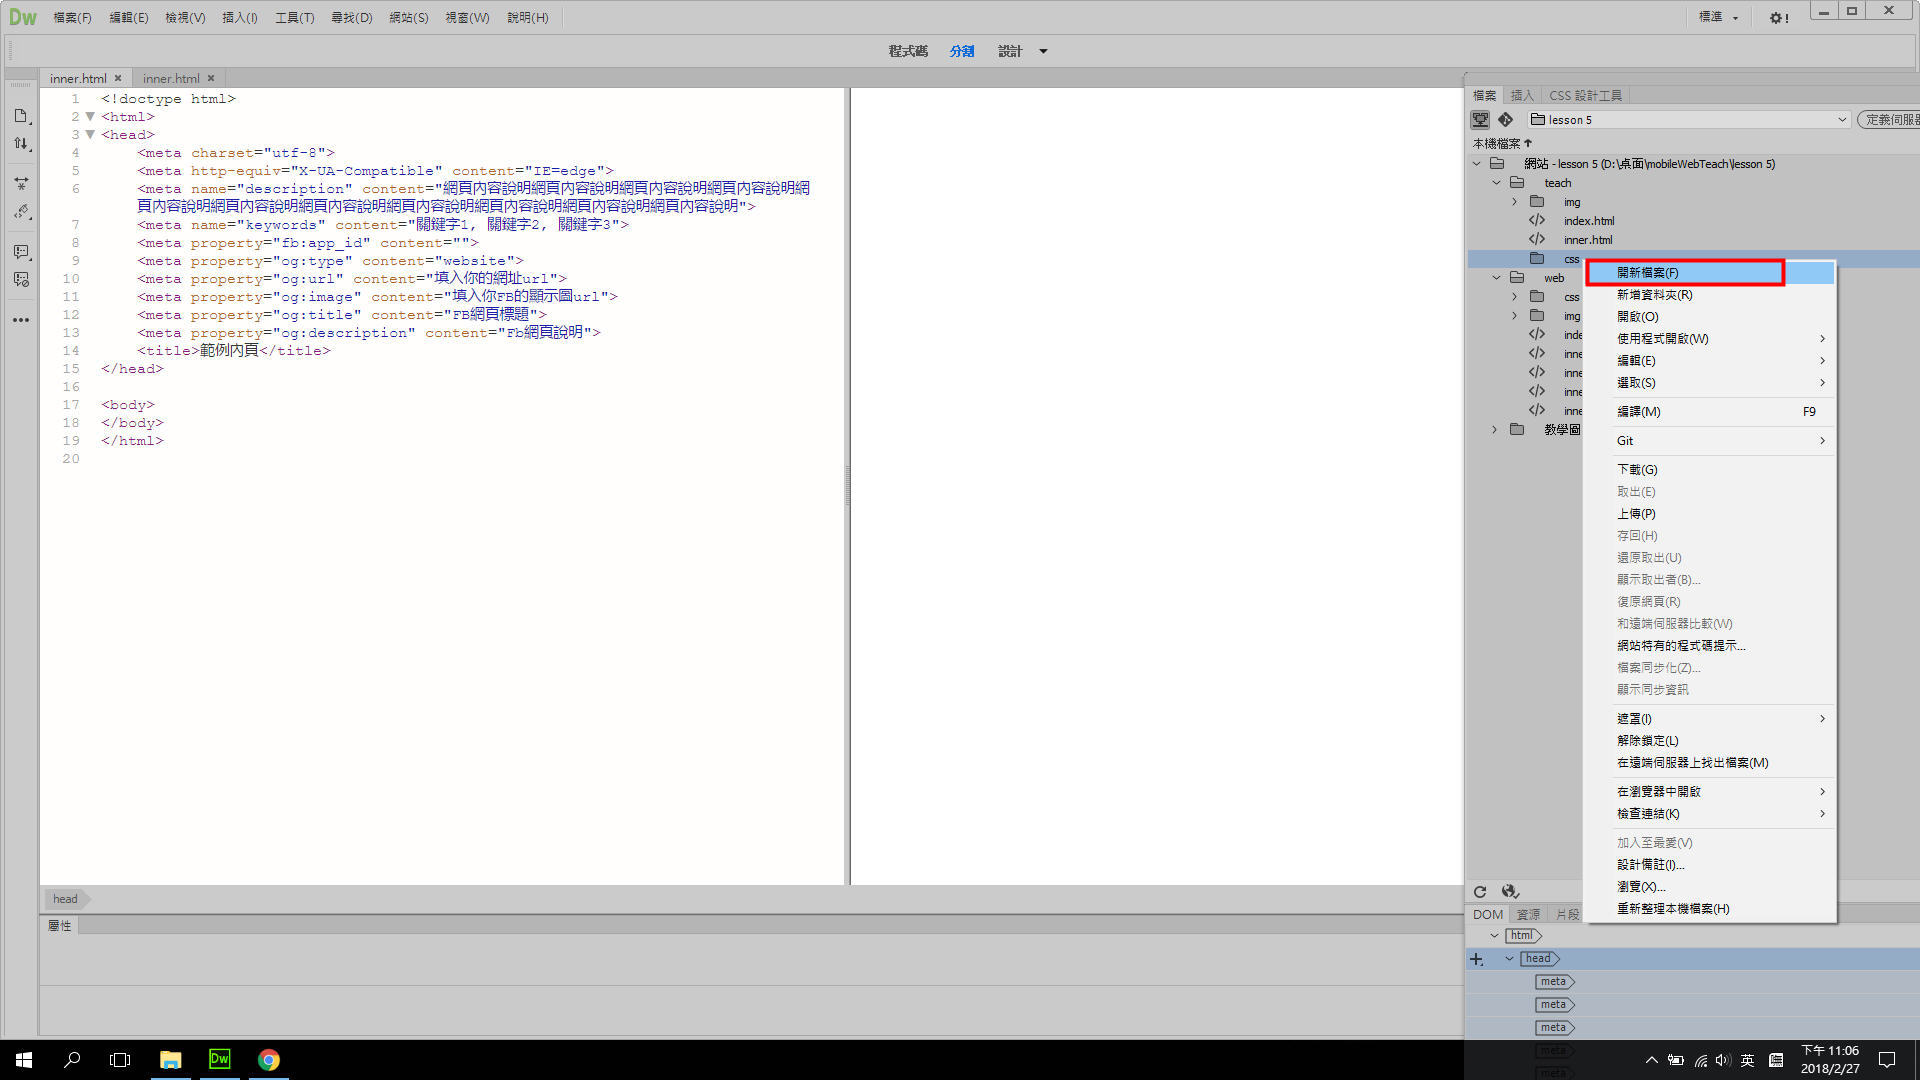 Dw 檔案(F) 編輯(E) 檢視(V) 插入(I) 工具(T) 尋找(D) 網站(S) 視窗(W) 說明(H) 標準
程式碼 分割 設計
inner.html inner.html
1 <!doctype html>
2 <html>
3 <head>
4 <meta charset="utf-8">
5 <meta http-equiv="X-UA-Compatible" content="IE=edge">
6 <meta name="description" content="網頁內容說明網頁內容說明網頁內容說明網頁內容說明網
頁內容說明網頁內容說明網頁內容說明網頁內容說明網頁內容說明網頁內容說明網頁內容說明">
7 <meta name="keywords" content="關鍵字1, 關鍵字2, 關鍵字3">
8 <meta property="fb:app_id" content="">
9 <meta property="og:type" content="website">
10 <meta property="og:url" content="填入你的網址url">
11 <meta property="og:image" content="填入你FB的顯示圖url">
12 <meta property="og:title" content="FB網頁標題">
13 <meta property="og:description" content="Fb網頁說明">
14 <title>範例內頁</title>
15 </head>
16
17 <body>
18 </body>
19 </html>
20
head
屬性
檔案 插入 CSS 設計工具
lesson 5 定義伺服器
本機檔案
網站 - lesson 5 (D:\桌面\mobileWebTeach\lesson 5)
teach
img
index.html
inner.html
css
web
css
img
inde
inne
inne
inne
inne
教學圖
開新檔案(F)
新增資料夾(R)
開啟(O)
使用程式開啟(W)
編輯(E)
選取(S)
編譯(M) F9
Git
下載(G)
取出(E)
上傳(P)
存回(H)
還原取出(U)
顯示取出者(B)...
復原網頁(R)
和遠端伺服器比較(W)
網站特有的程式碼提示...
檔案同步化(Z)...
顯示同步資訊
遮罩(I)
解除鎖定(L)
在遠端伺服器上找出檔案(M)
在瀏覽器中開啟
檢查連結(K)
加入至最愛(V)
設計備註(I)...
瀏覽(X)...
重新整理本機檔案(H)
DOM 資源 片段
html
head
meta
meta
meta
meta
meta
Dw
英
下午 11:06
2018/2/27